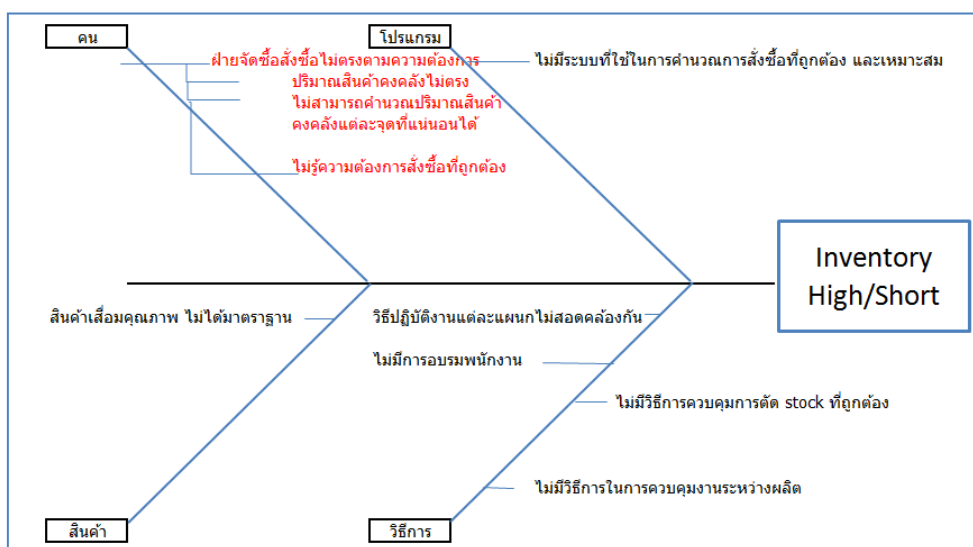 คน
โปรแกรม
ฝ่ายจัดซื้อสั่งซื้อไม่ตรงตามความต้องการ
ไม่มีระบบที่ใช้ในการคำนวณการสั่งซื้อที่ถูกต้อง และเหมาะสม
ปริมาณสินค้าคงคลังไม่ตรง
ไม่สามารถคำนวณปริมาณสินค้า
คงคลังแต่ละจุดที่แน่นอนได้
ไม่รู้ความต้องการสั่งซื้อที่ถูกต้อง
Inventory
High/Short
สินค้าเสื่อมคุณภาพ ไม่ได้มาตราฐาน
วิธีปฏิบัติงานแต่ละแผนกไม่สอดคล้องกัน
ไม่มีการอบรมพนักงาน
ไม่มีวิธีการควบคุมการตัด stock ที่ถูกต้อง
ไม่มีวิธีการในการควบคุมงานระหว่างผลิต
สินค้า
วิธีการ